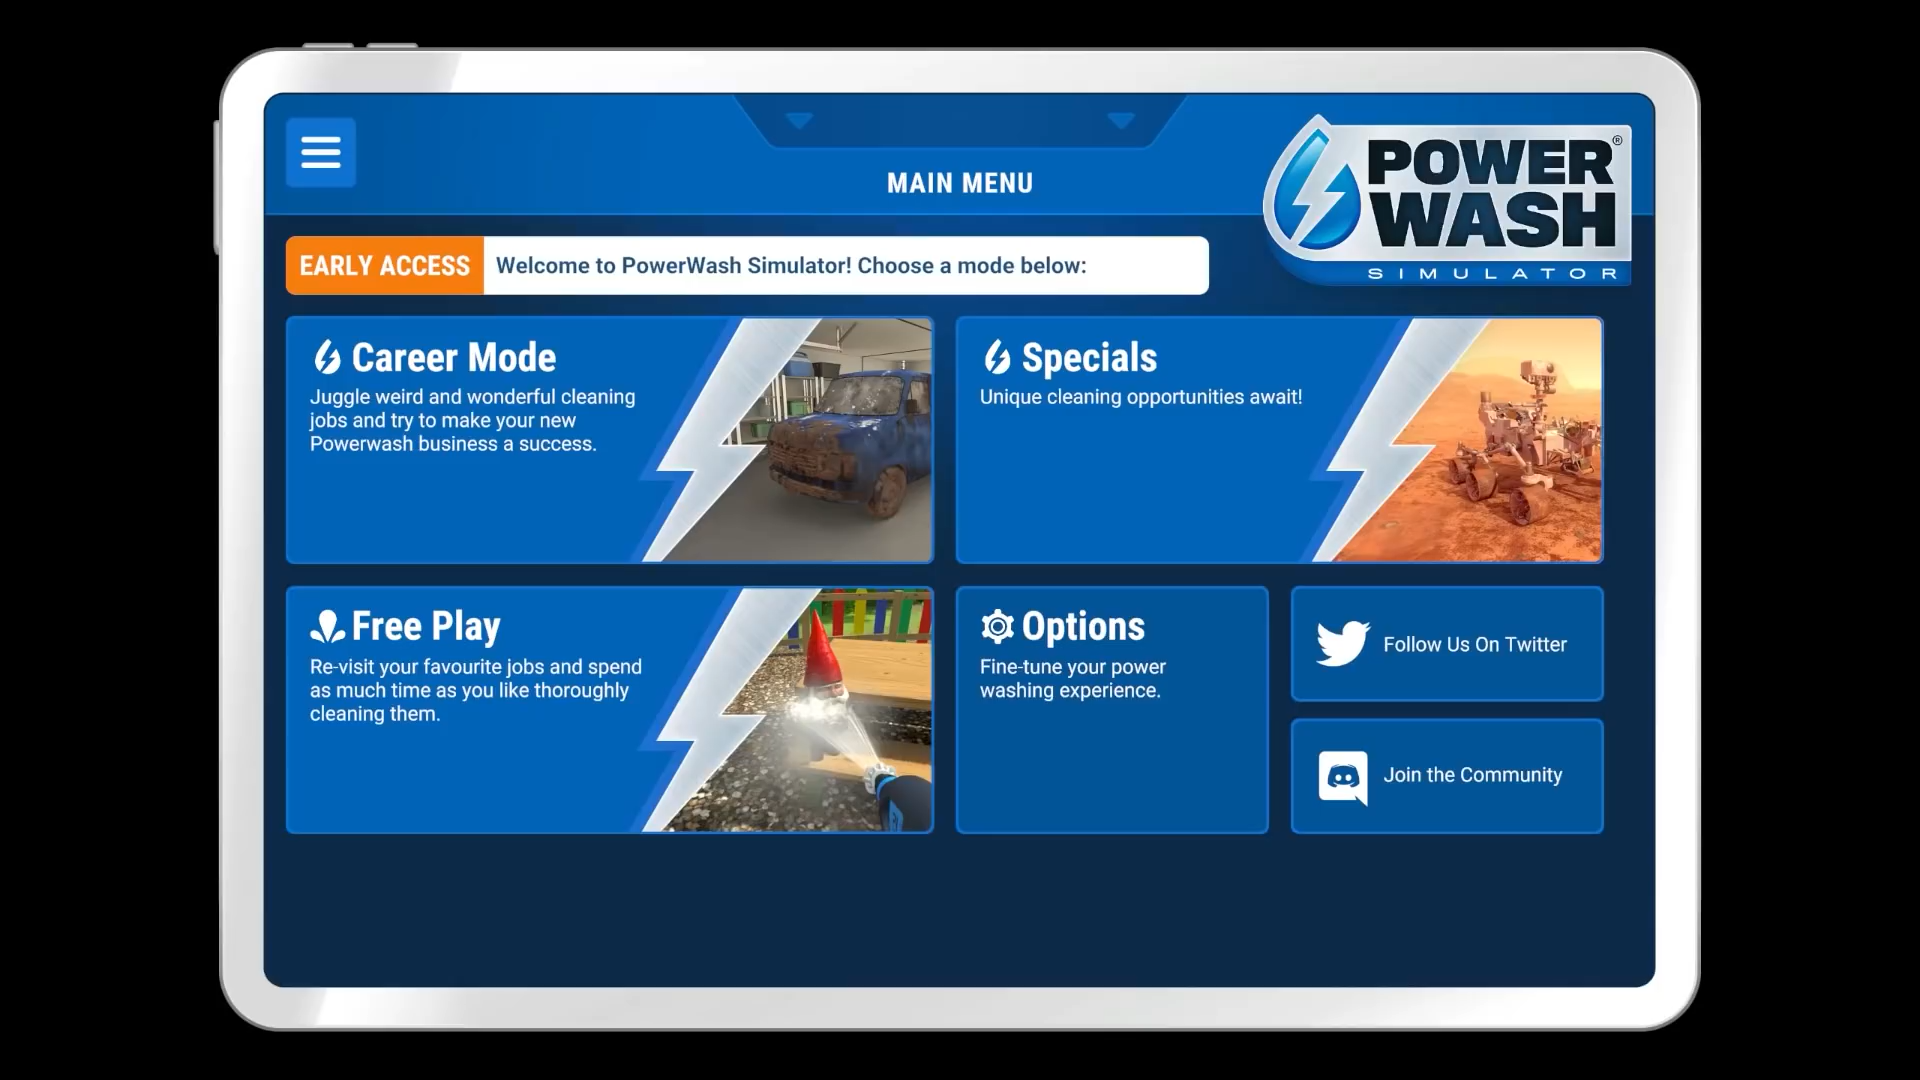 MAIN MENU
POWER®
WASH
SIMULATOR
EARLY ACCESS Welcome to PowerWash Simulator! Choose a mode below:
Career Mode
Juggle weird and wonderful cleaning
jobs and try to make your new
Powerwash business a success.
Specials
Unique cleaning opportunities await!
Free Play
Re-visit your favourite jobs and spend
as much time as you like thoroughly
cleaning them.
Options
Fine-tune your power
washing experience.
Follow Us On Twitter
Join the Community